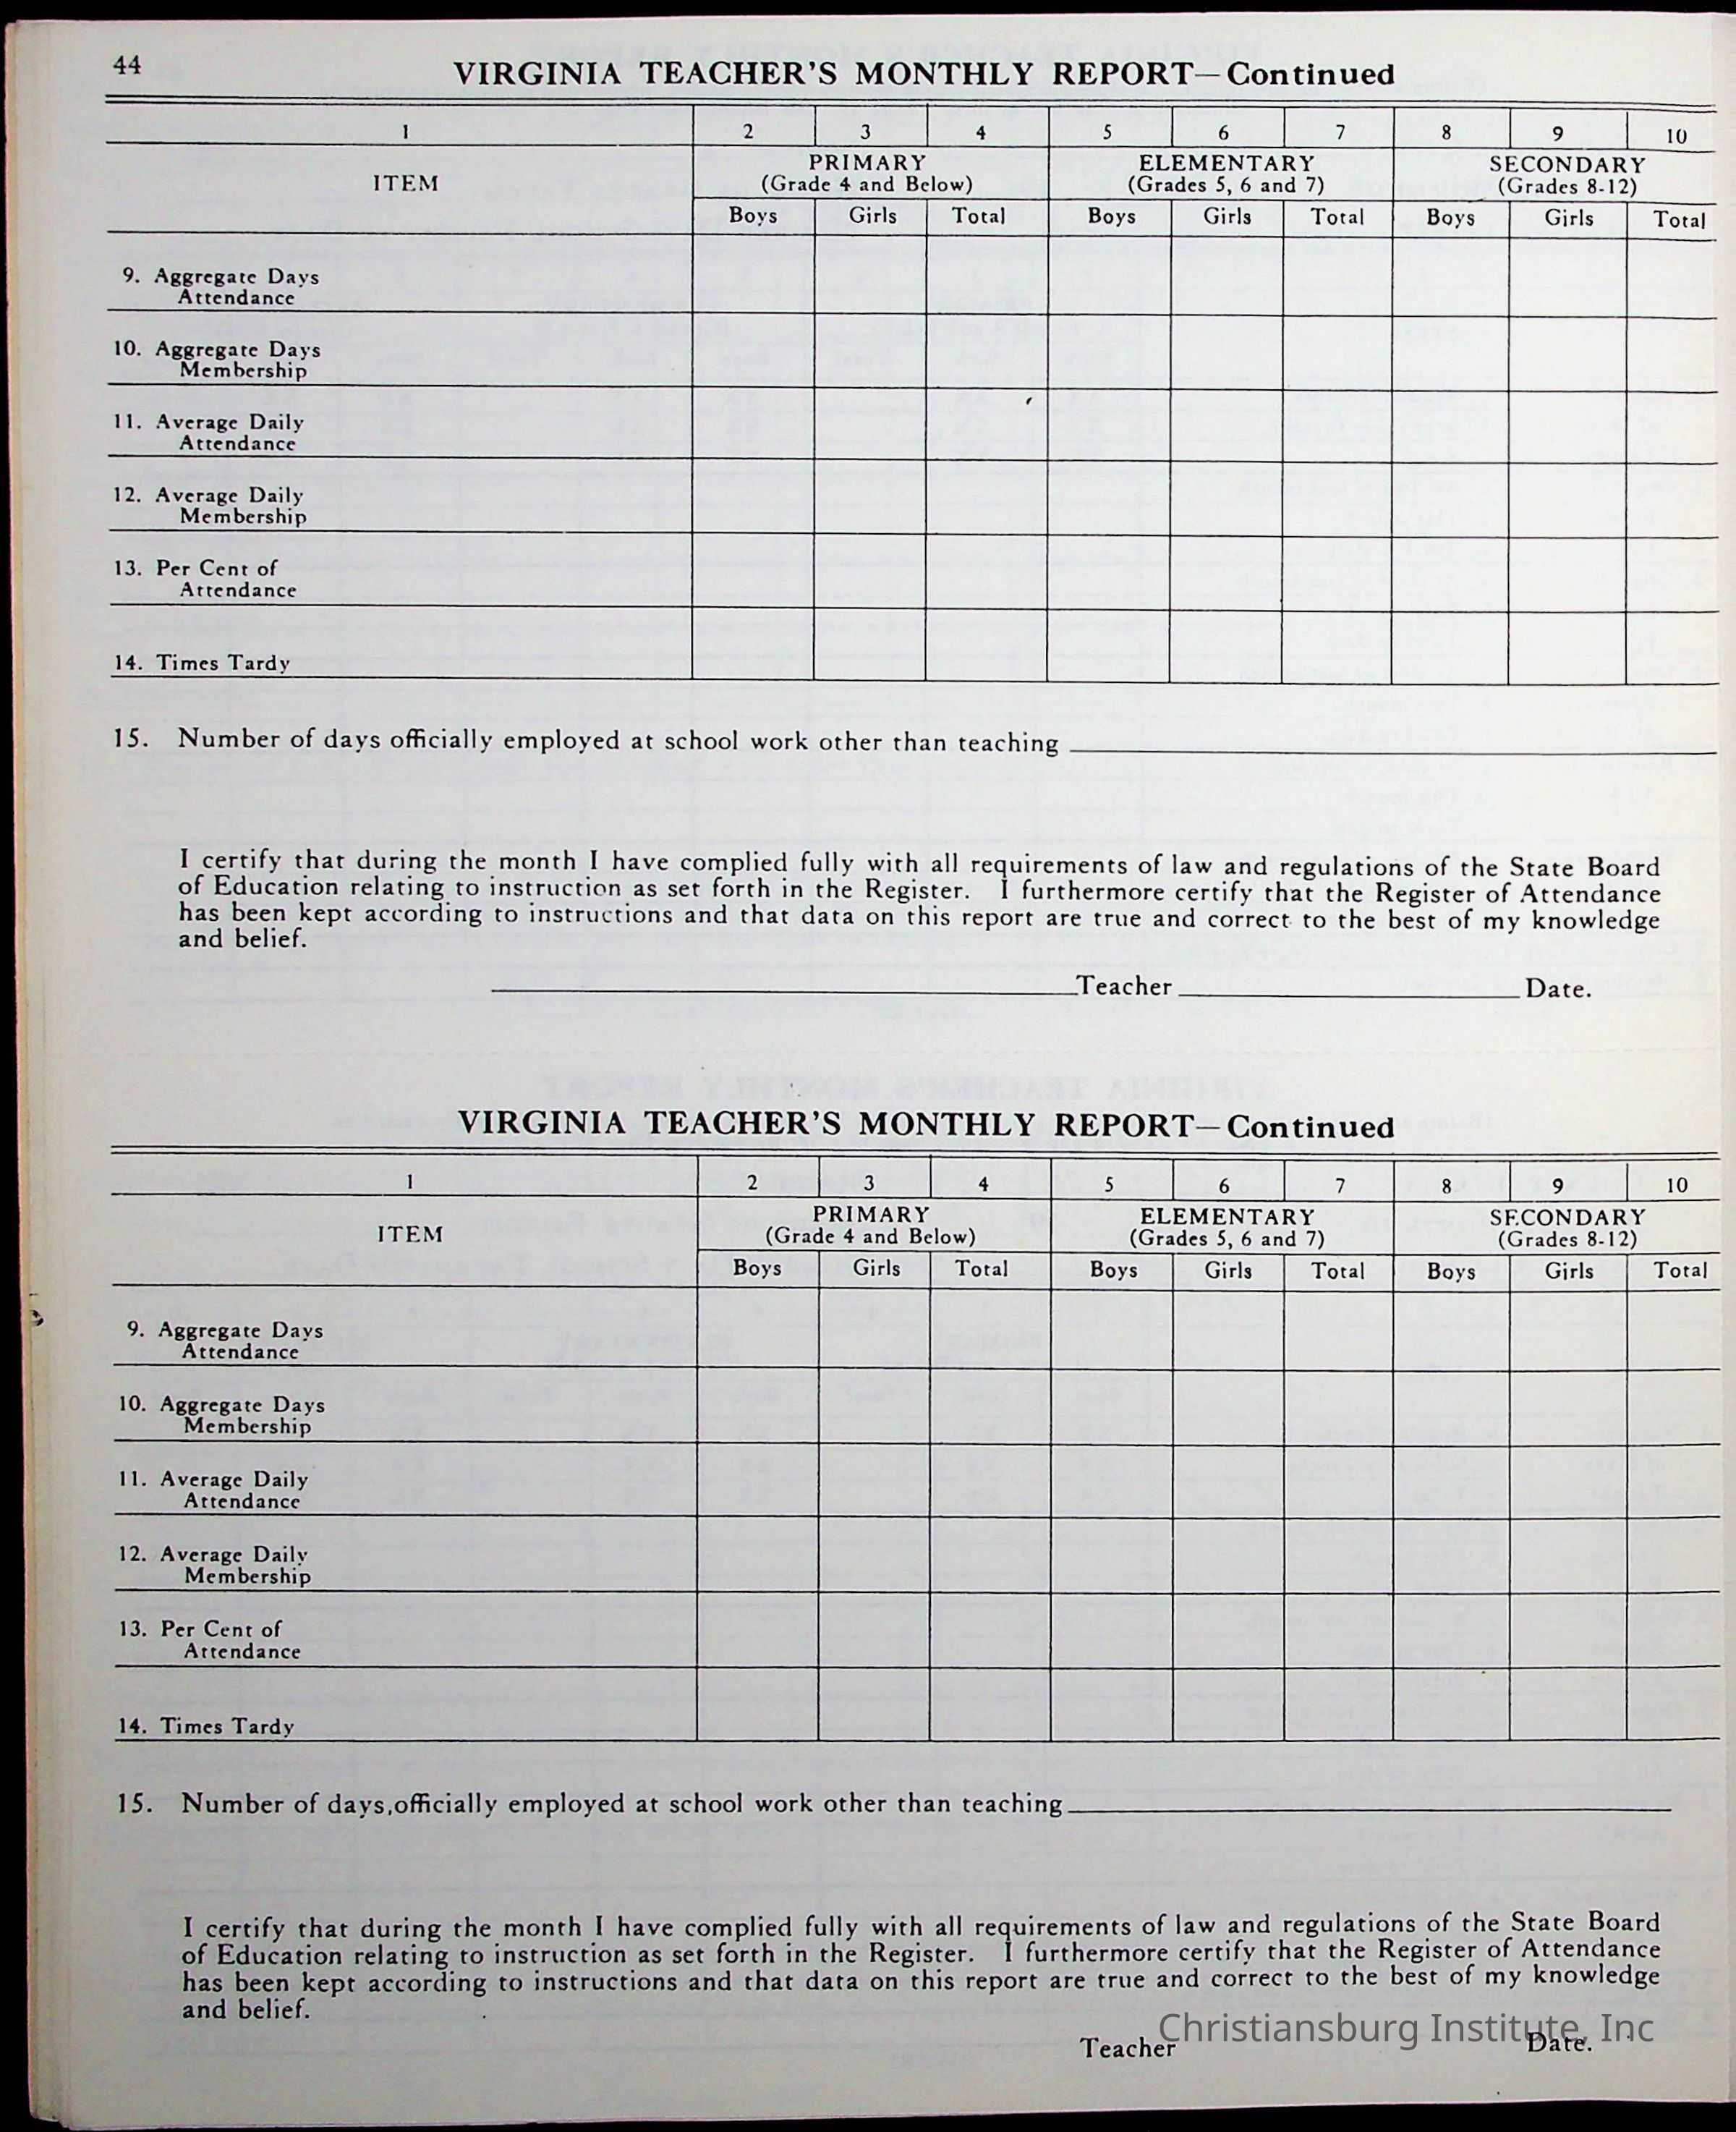 44
VIRGINIA TEACHER'S MONTHLY REPORT—Continued
1 2 3 4 5 6 7 8 9 10
ITEM PRIMARY ELEMENTARY SECONDARY
(Grade 4 and Below) (Grades 5, 6 and 7) (Grades 8-12)
Boys Girls Total Boys Girls Total Boys Girls Total
9. Aggregate Days
Attendance
10. Aggregate Days
Membership
11. Average Daily
Attendance
12. Average Daily
Membership
13. Per Cent of
Attendance
14. Times Tardy
15. Number of days officially employed at school work other than teaching
I certify that during the month I have complied fully with all requirements of law and regulations of the State Board
of Education relating to instruction as set forth in the Register. I furthermore certify that the Register of Attendance
has been kept according to instructions and that data on this report are true and correct to the best of my knowledge
and belief.
Teacher Date.
VIRGINIA TEACHER'S MONTHLY REPORT—Continued
1 2 3 4 5 6 7 8 9 10
ITEM PRIMARY ELEMENTARY SECONDARY
(Grade 4 and Below) (Grades 5, 6 and 7) (Grades 8-12)
Boys Girls Total Boys Girls Total Boys Girls Total
9. Aggregate Days
Attendance
10. Aggregate Days
Membership
11. Average Daily
Attendance
12. Average Daily
Membership
13. Per Cent of
Attendance
14. Times Tardy
15. Number of days officially employed at school work other than teaching
I certify that during the month I have complied fully with all requirements of law and regulations of the State Board
of Education relating to instruction as set forth in the Register. I furthermore certify that the Register of Attendance
has been kept according to instructions and that data on this report are true and correct to the best of my knowledge
and belief.
Christiansburg Institute, Inc
Teacher Date.